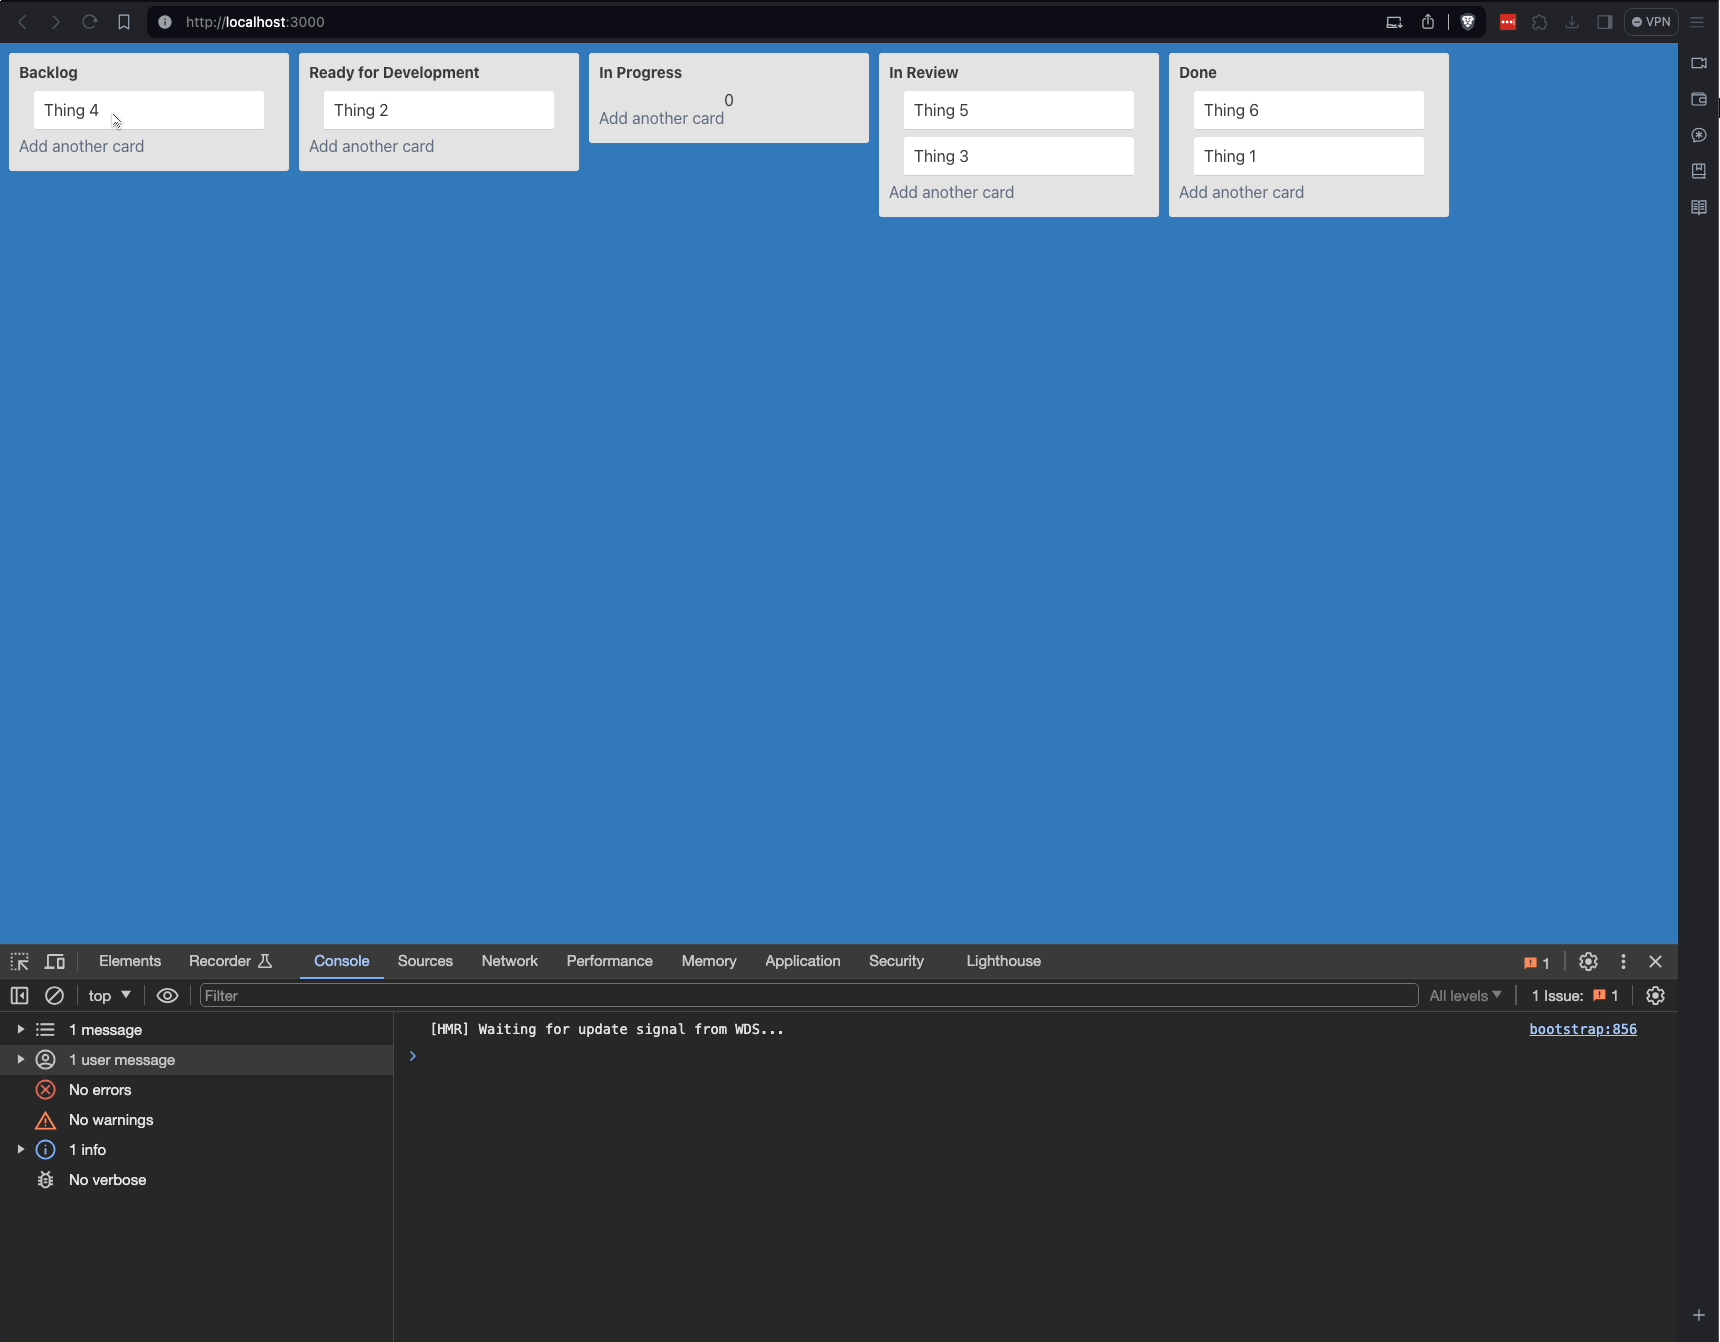 http://localhost:3000
VPN
Backlog
Thing 4
Add another card
Ready for Development
Thing 2
Add another card
In Progress
0
Add another card
In Review
Thing 5
Thing 3
Add another card
Done
Thing 6
Thing 1
Add another card
Elements Recorder Console Sources Network Performance Memory Application Security Lighthouse 1
top Filter All levels 1 Issue: 1
1 message
1 user message
No errors
No warnings
1 info
No verbose
[HMR] Waiting for update signal from WDS... bootstrap:856